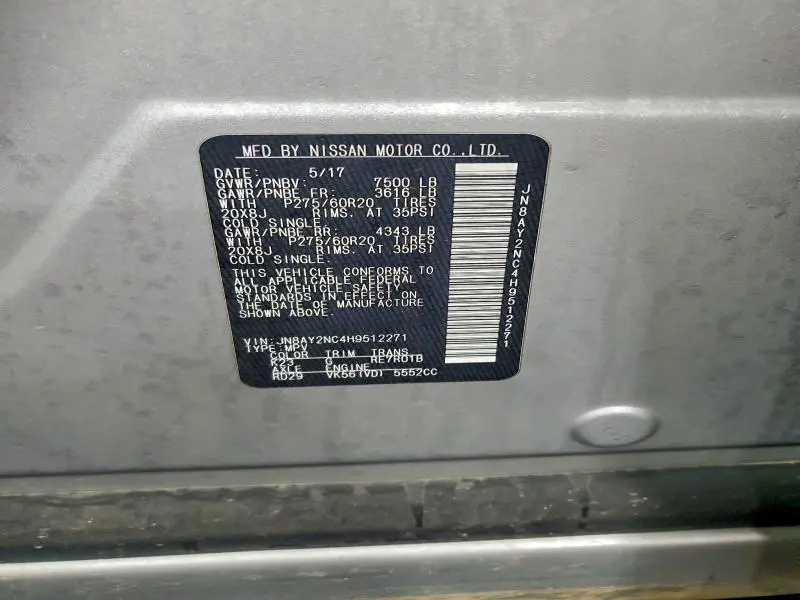 MFD BY NISSAN MOTOR CO.,LTD.
DATE: 5/17
GVWR/PNBV: 7500 LB
GAWR/PNBE FR: 3616 LB
WITH P275/60R20 TIRES
20X8J RIMS. AT 35PSI
COLD SINGLE.
GAWR/PNBE RR: 4343 LB
WITH P275/60R20 TIRES
20X8J RIMS. AT 35PSI
COLD SINGLE.
THIS VEHICLE CONFORMS TO
ALL APPLICABLE FEDERAL
MOTOR VEHICLE SAFETY
STANDARDS IN EFFECT ON
THE DATE OF MANUFACTURE
SHOWN ABOVE.
VIN:JN8AY2NC4H9512271
TYPE:MPV
COLOR TRIM TRANS
K23 G RE7R01B
AXLE ENGINE
RD29 VK56(VD) 5552CC
JN8AY2NC4H9512271